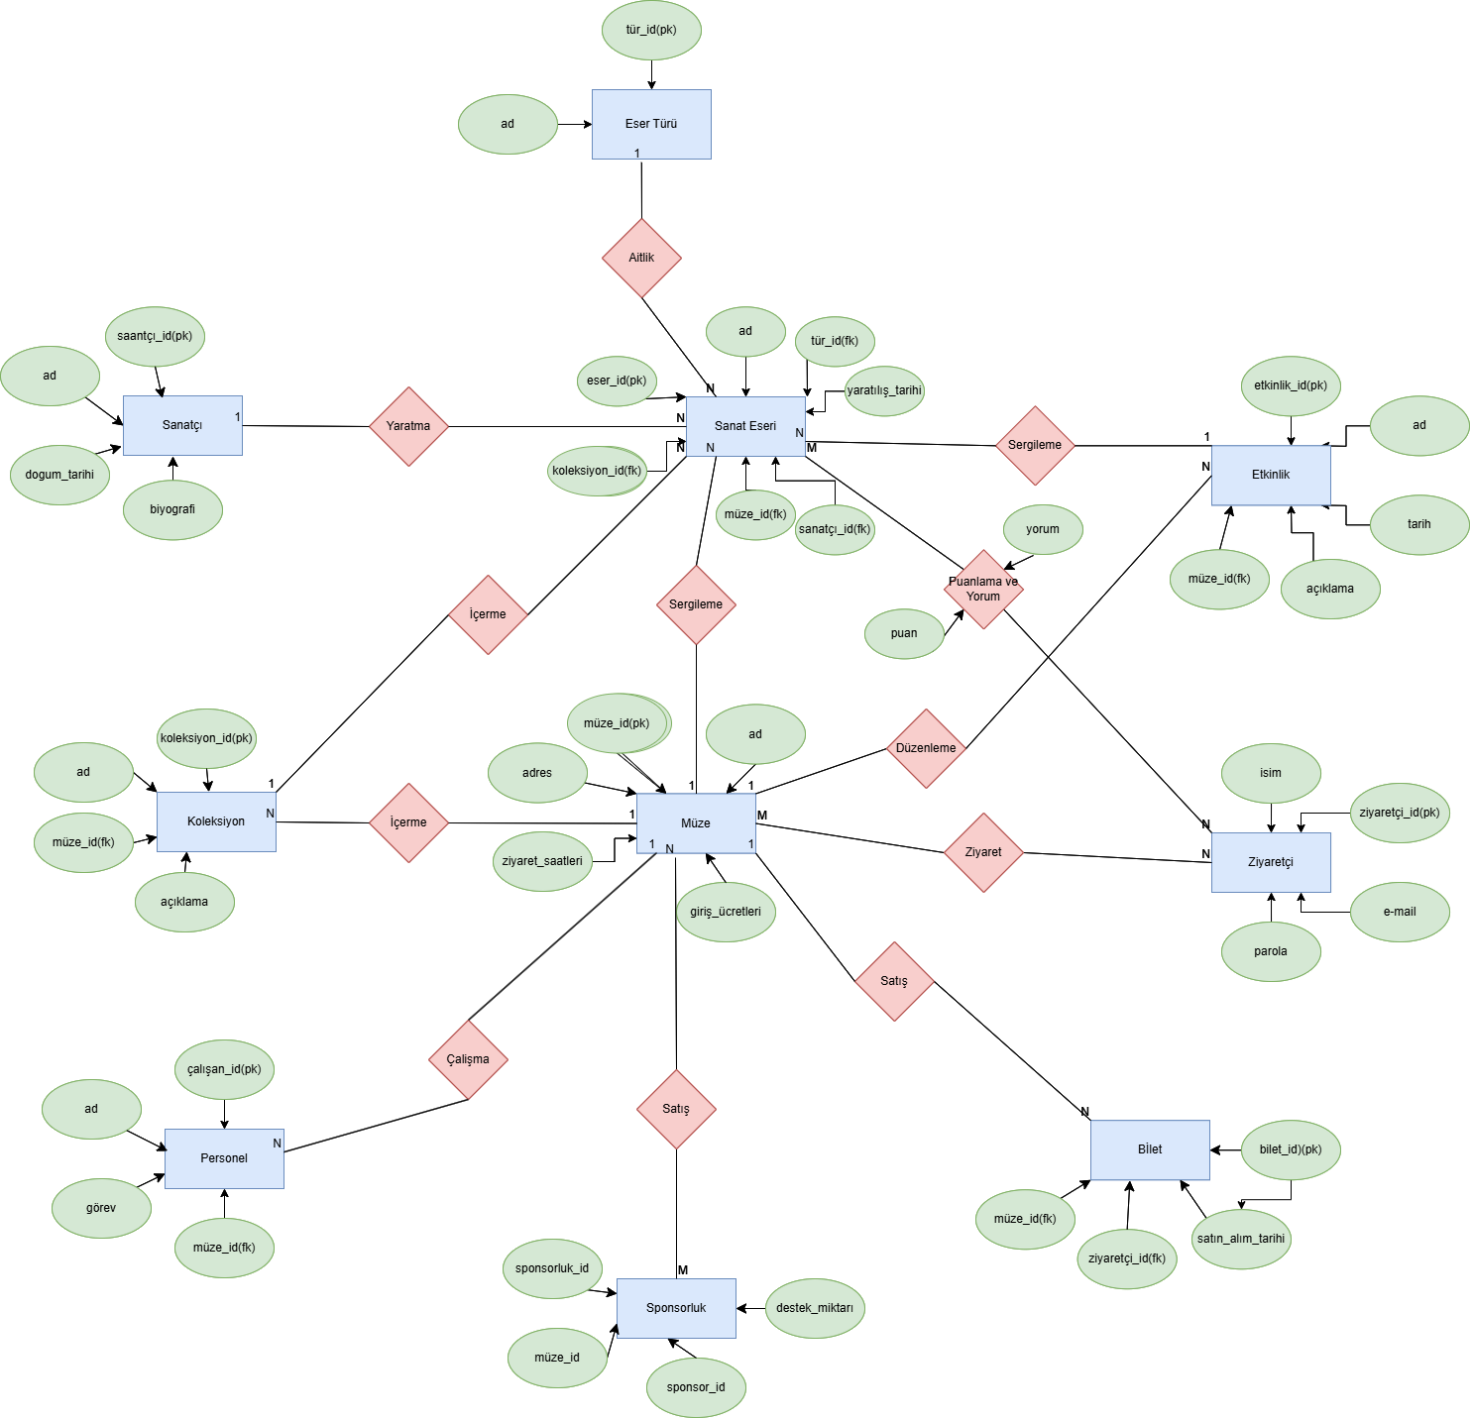 tür_id(pk)
ad
Eser Türü
1
Aitlik
saantçı_id(pk)
ad
Sanatçı
1
dogum_tarihi
biyografi
Yaratma
ad
tür_id(fk)
eser_id(pk)
yaratılış_tarihi
N
N
Sanat Eseri
N
N
N
M
koleksiyon_id(fk)
müze_id(fk)
sanatçı_id(fk)
Sergileme
etkinlik_id(pk)
ad
1
N
Etkinlik
tarih
müze_id(fk)
açıklama
yorum
Puanlama ve
Yorum
puan
İçerme
Sergileme
koleksiyon_id(pk)
ad
1
N
Koleksiyon
müze_id(fk)
açıklama
İçerme
müze_id(pk)
ad
adres
1
1
1
M
Müze
1
N
1
ziyaret_saatleri
giriş_ücretleri
Düzenleme
Ziyaret
isim
ziyaretçi_id(pk)
N
N
Ziyaretçi
e-mail
parola
Satış
Çalişma
çalışan_id(pk)
ad
N
Personel
görev
müze_id(fk)
Satış
N
Bİlet
bilet_id)(pk)
müze_id(fk)
ziyaretçi_id(fk)
satın_alım_tarihi
M
sponsorluk_id
Sponsorluk
destek_miktarı
müze_id
sponsor_id